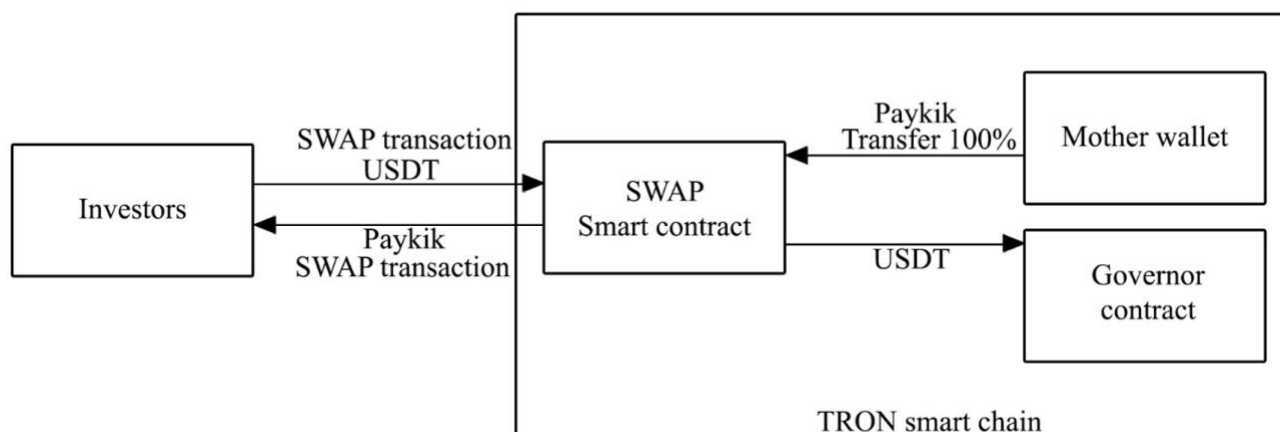 SWAP transaction
USDT
Investors
Paykik
SWAP transaction
SWAP
Smart contract
Paykik
Transfer 100%
Mother wallet
USDT
Governor
contract
TRON smart chain